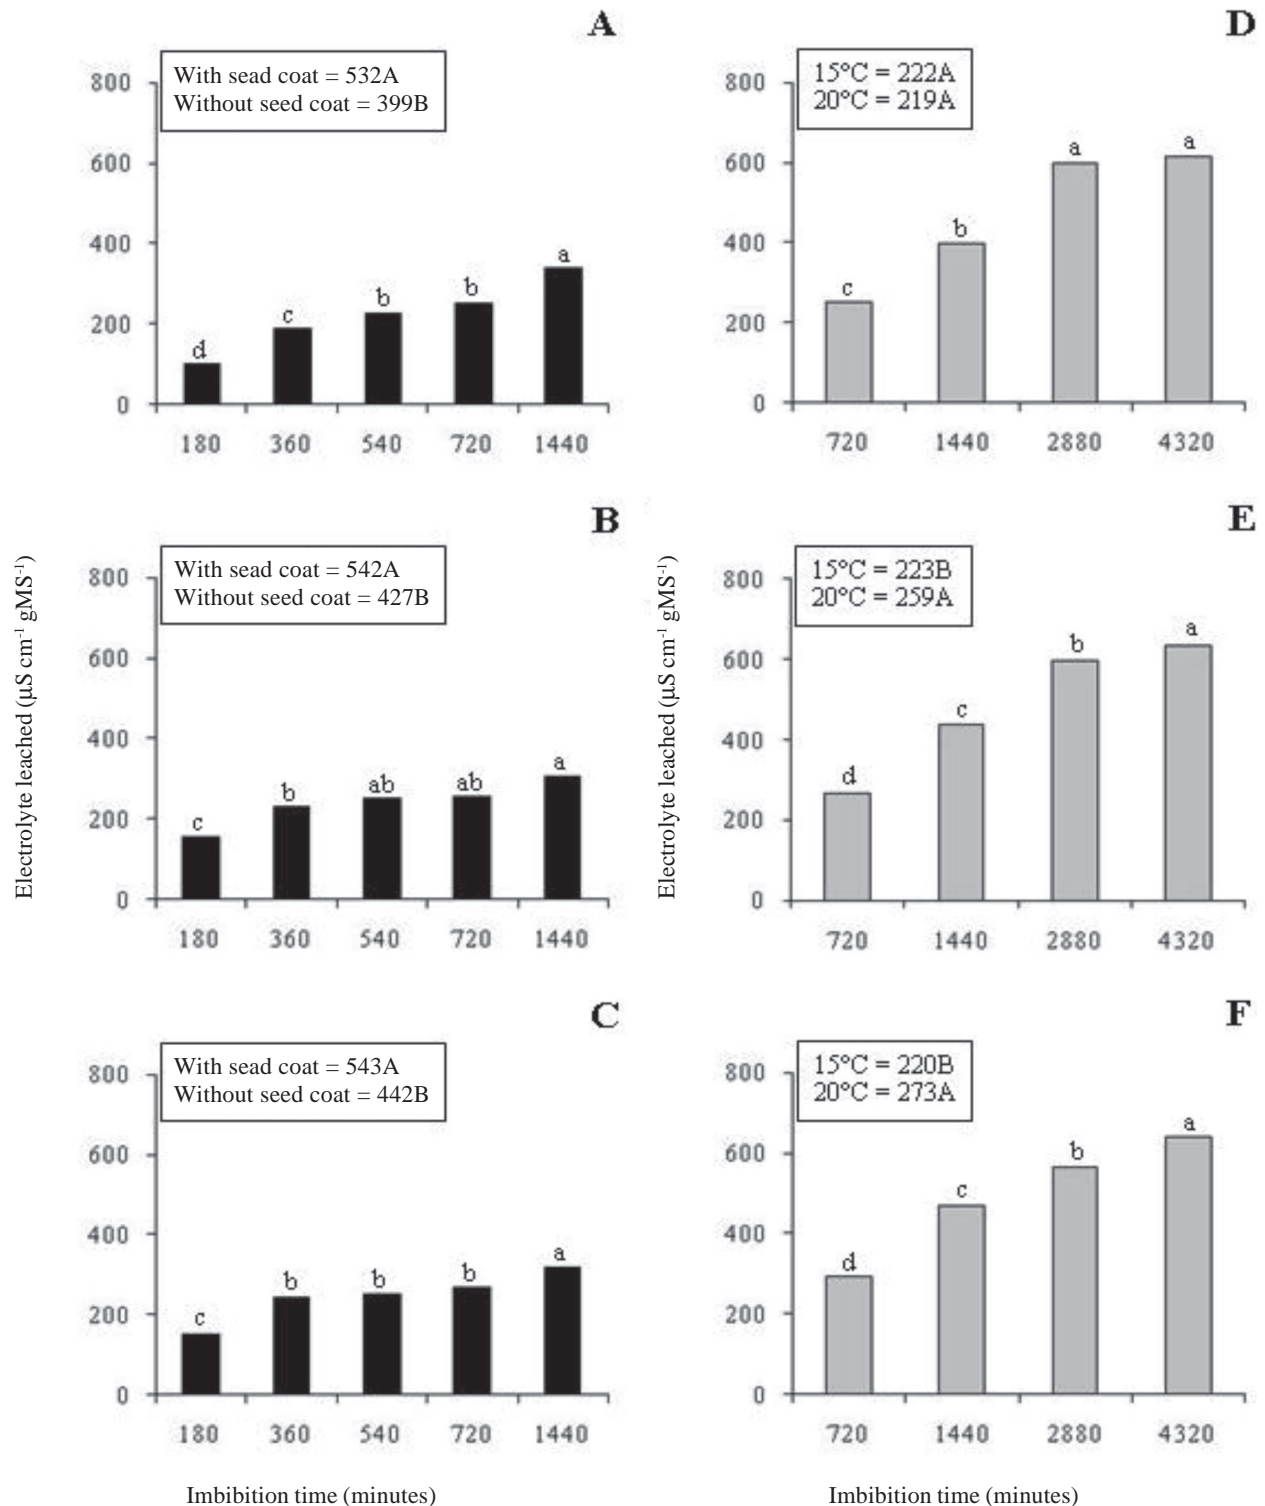 A
With sead coat = 532A
Without seed coat = 399B
800
600
400
200
0
d
c
b
b
a
180 360 540 720 1440
D
15°C = 222A
20°C = 219A
800
600
400
200
0
c
b
a
a
720 1440 2880 4320
B
With sead coat = 542A
Without seed coat = 427B
800
600
400
200
0
c
b
ab
ab
a
180 360 540 720 1440
E
15°C = 223B
20°C = 259A
800
600
400
200
0
d
c
b
a
720 1440 2880 4320
C
With sead coat = 543A
Without seed coat = 442B
800
600
400
200
0
c
b
b
b
a
180 360 540 720 1440
F
15°C = 220B
20°C = 273A
800
600
400
200
0
d
c
b
a
720 1440 2880 4320
Electrolyte leached (µS cm⁻¹ gMS⁻¹)
Electrolyte leached (µS cm⁻¹ gMS⁻¹)
Imbibition time (minutes)
Imbibition time (minutes)